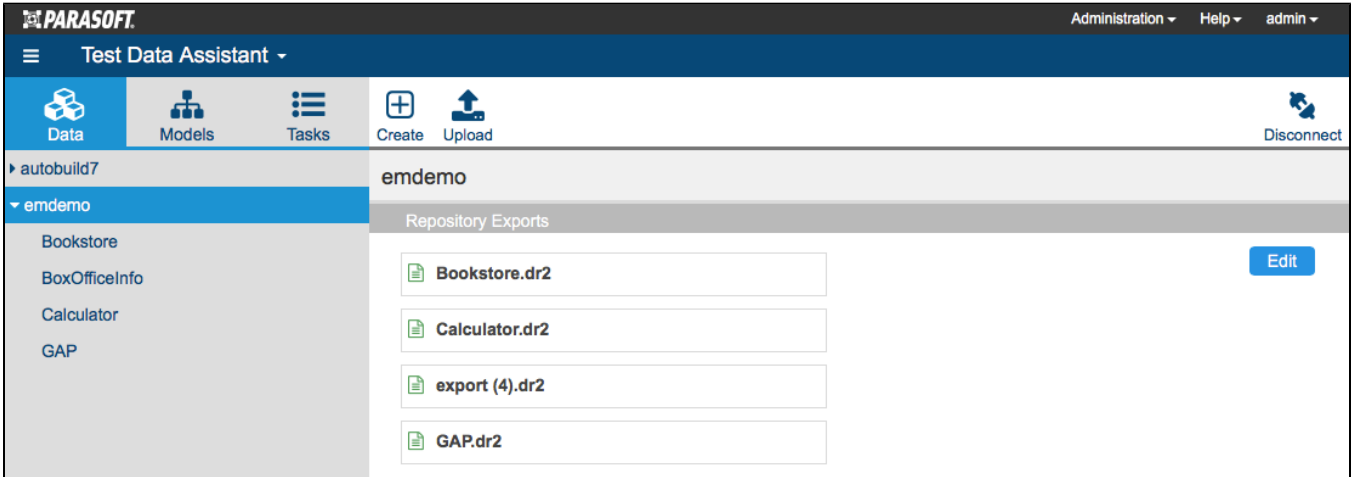 PARASOFT.
Administration Help admin
Test Data Assistant
Data Models Tasks Create Upload Disconnect
autobuild7
emdemo
Bookstore
BoxOfficeInfo
Calculator
GAP
emdemo
Repository Exports
Edit
Bookstore.dr2
Calculator.dr2
export (4).dr2
GAP.dr2